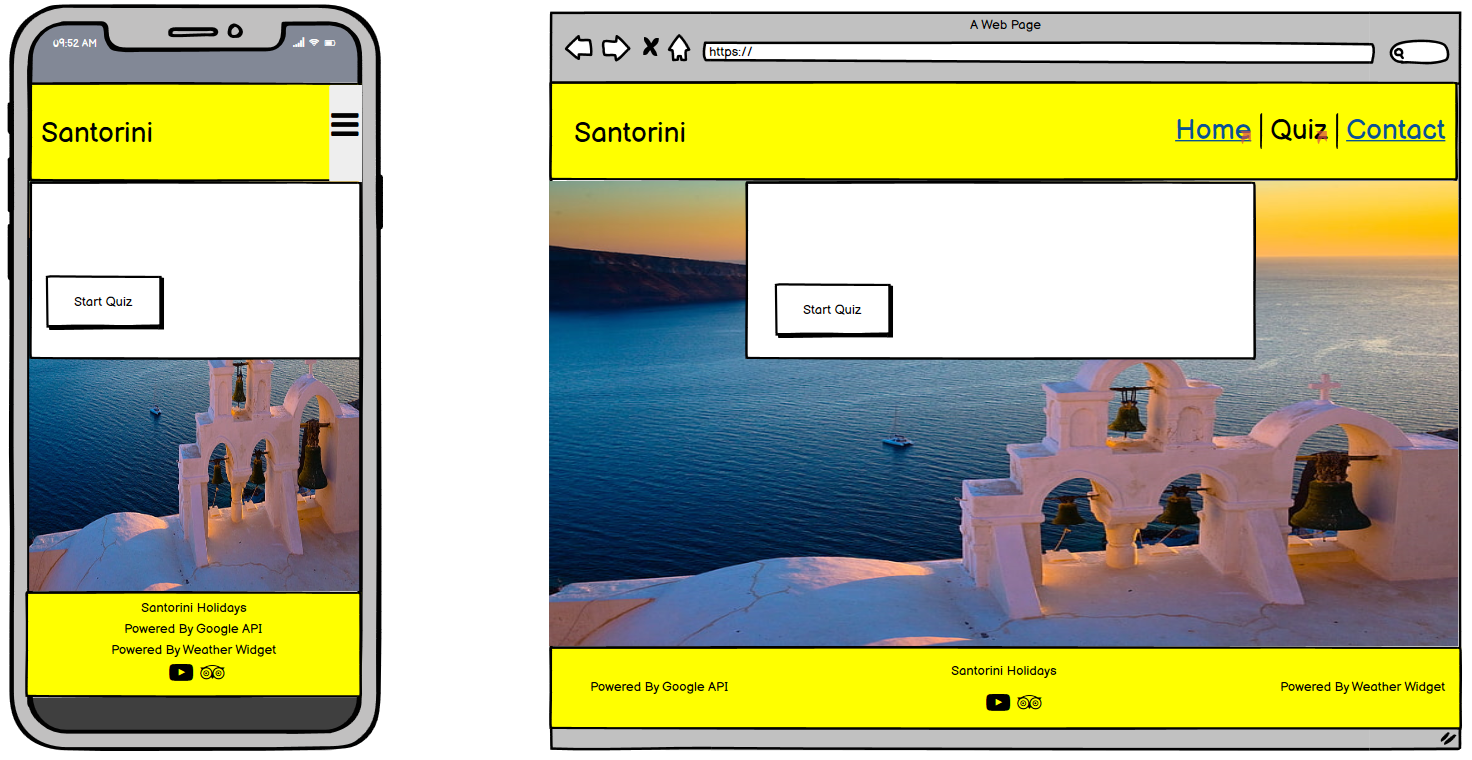 09:52 AM
Santorini
Start Quiz
Santorini Holidays
Powered By Google API
Powered By Weather Widget
A Web Page
https://
Santorini
Home | Quiz | Contact
Start Quiz
Powered By Google API
Santorini Holidays
Powered By Weather Widget